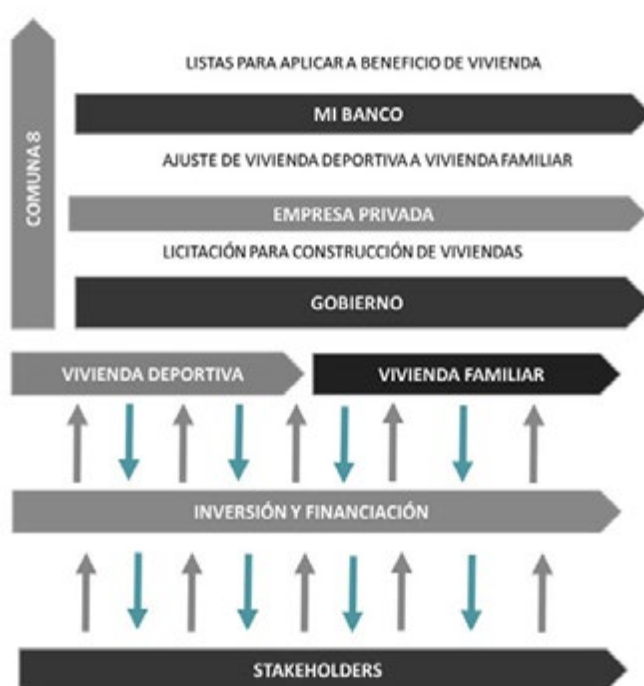 COMUNA 8
LISTAS PARA APLICAR A BENEFICIO DE VIVIENDA
MI BANCO
AJUSTE DE VIVIENDA DEPORTIVA A VIVIENDA FAMILIAR
EMPRESA PRIVADA
LICITACIÓN PARA CONSTRUCCIÓN DE VIVIENDAS
GOBIERNO
VIVIENDA DEPORTIVA
VIVIENDA FAMILIAR
INVERSIÓN Y FINANCIACIÓN
STAKEHOLDERS